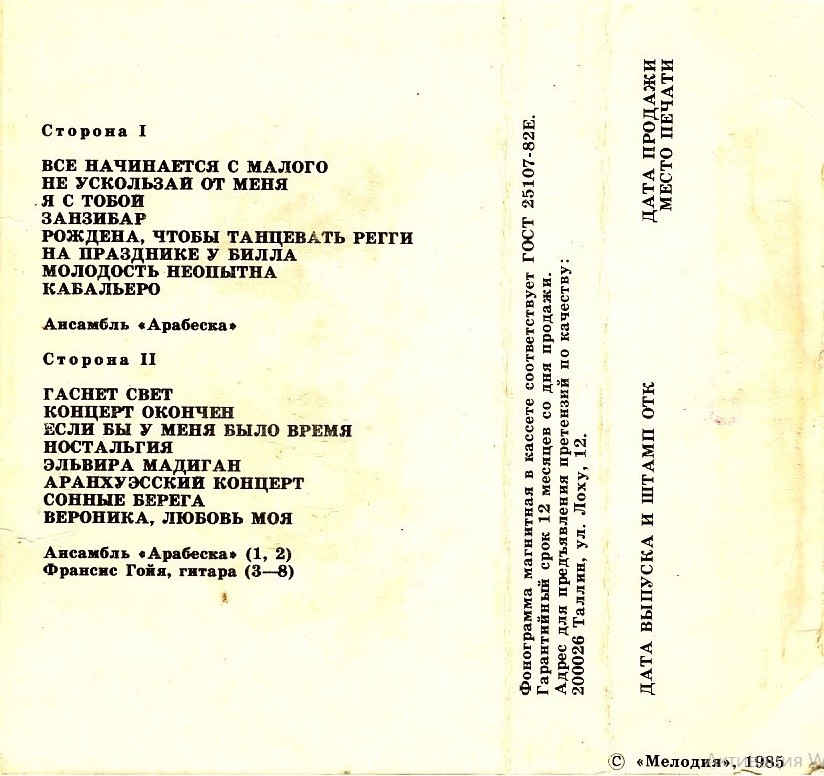 Сторона I
ВСЕ НАЧИНАЕТСЯ С МАЛОГО
НЕ УСКОЛЬЗАЙ ОТ МЕНЯ
Я С ТОБОЙ
ЗАНЗИБАР
РОЖДЕНА, ЧТОБЫ ТАНЦЕВАТЬ РЕГГИ
НА ПРАЗДНИКЕ У БИЛЛА
МОЛОДОСТЬ НЕОПЫТНА
КАБАЛЬЕРО
Ансамбль «Арабеска»
Сторона II
ГАСНЕТ СВЕТ
КОНЦЕРТ ОКОНЧЕН
ЕСЛИ БЫ У МЕНЯ БЫЛО ВРЕМЯ
НОСТАЛЬГИЯ
ЭЛЬВИРА МАДИГАН
АРАНХУЭССКИЙ КОНЦЕРТ
СОННЫЕ БЕРЕГА
ВЕРОНИКА, ЛЮБОВЬ МОЯ
Ансамбль «Арабеска» (1, 2)
Франсис Гойя, гитара (3—8)
Фонограмма магнитная в кассете соответствует ГОСТ 25107-82Е.
Гарантийный срок 12 месяцев со дня продажи.
Адрес для предъявления претензий по качеству:
200026 Таллин, ул. Лоху, 12.
ДАТА ПРОДАЖИ
МЕСТО ПЕЧАТИ
ДАТА ВЫПУСКА И ШТАМП ОТК
© «Мелодия», 1985